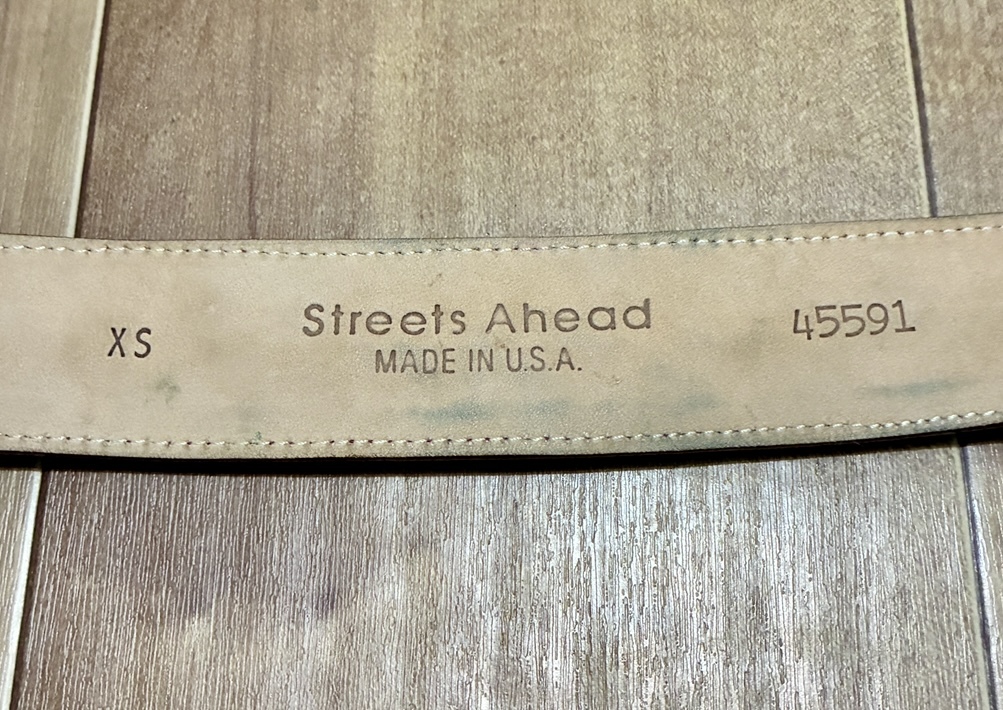 XS
Streets Ahead
MADE IN U.S.A.
45591